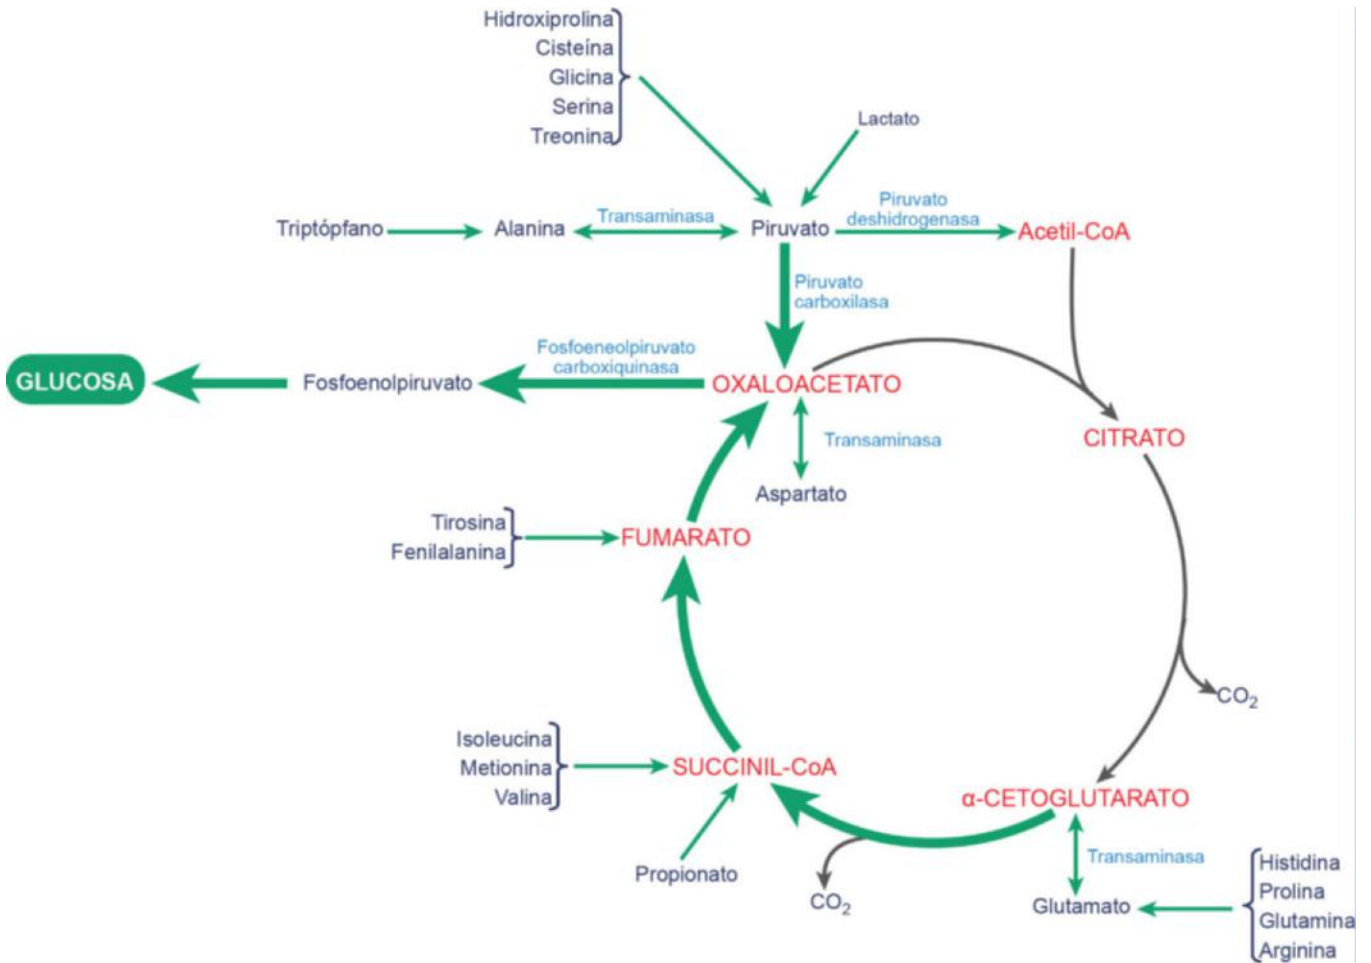 Hidroxiprolina
Cisteína
Glicina
Serina
Treonina
Lactato
Triptópfano
Alanina
Transaminasa
Piruvato
Piruvato
deshidrogenasa
Acetil-CoA
Piruvato
carboxilasa
GLUCOSA
Fosfoenolpiruvato
Fosfoeneolpiruvato
carboxiquinasa
OXALOACETATO
CITRATO
Transaminasa
Aspartato
Tirosina
Fenilalanina
FUMARATO
CO2
Isoleucina
Metionina
Valina
SUCCINIL-CoA
α-CETOGLUTARATO
Propionato
CO2
Transaminasa
Glutamato
Histidina
Prolina
Glutamina
Arginina